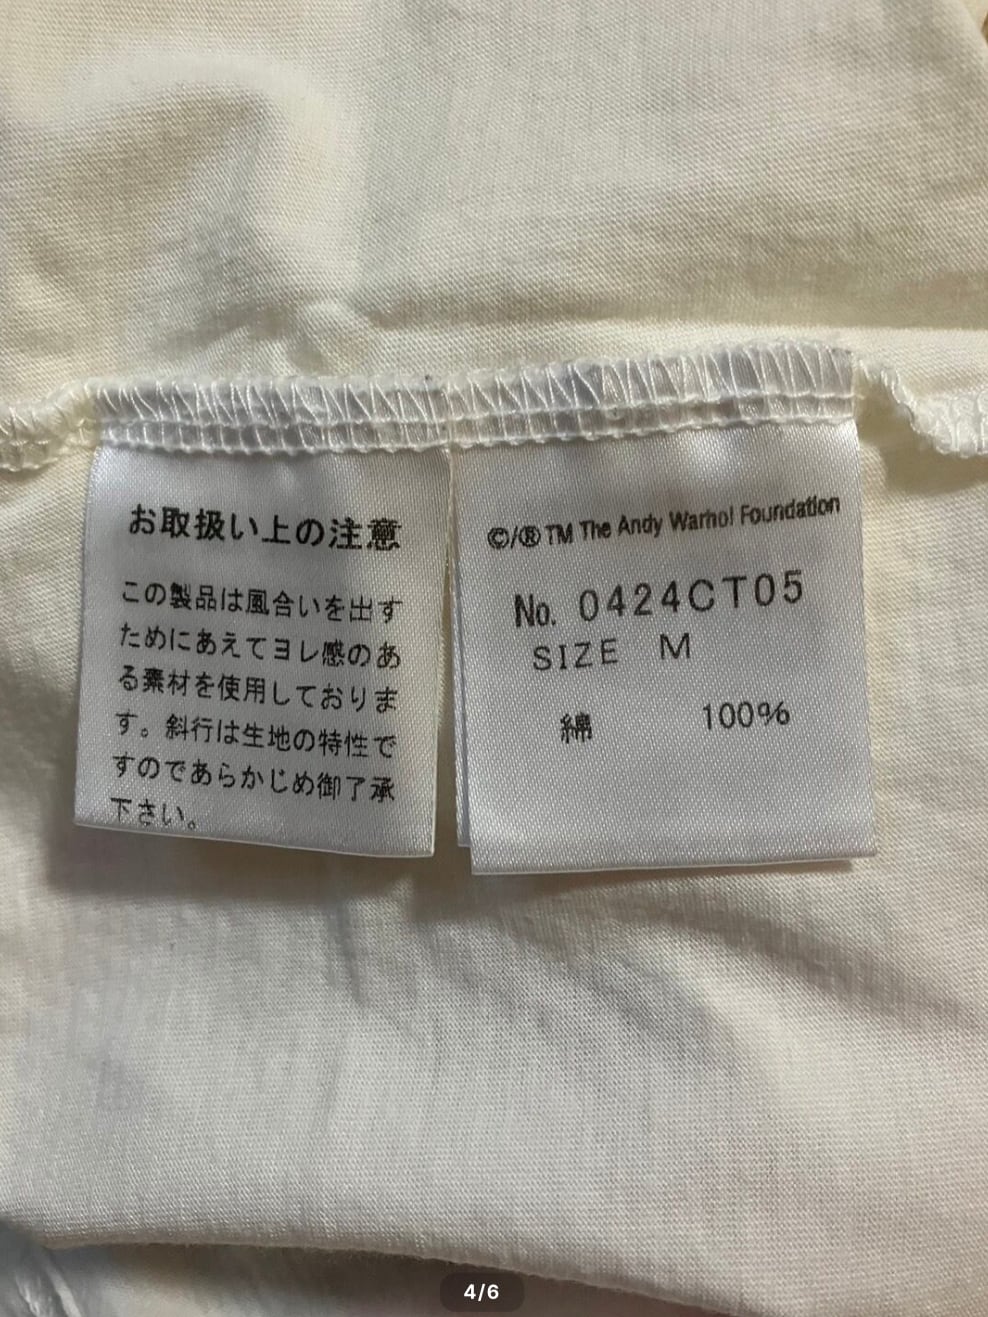 お取扱い上の注意
この製品は風合いを出す
ためにあえてヨレ感のあ
る素材を使用しておりま
す。斜行は生地の特性で
すのであらかじめ御了承
下さい。
©/® TM The Andy Warhol Foundation
No. 0424CT05
SIZE M
綿 100%
4/6